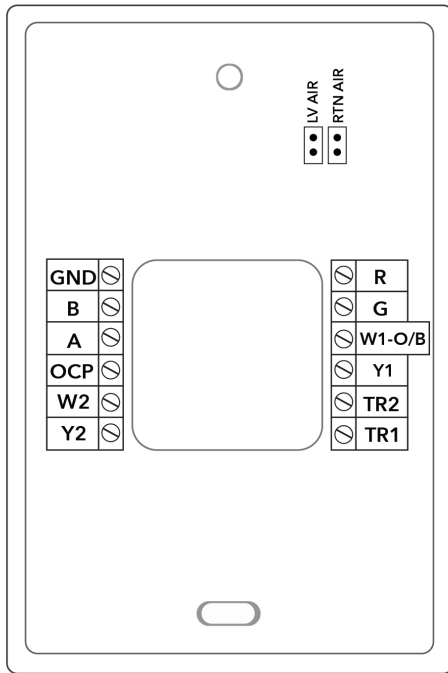 LV AIR
RTN AIR
GND
B
A
OCP
W2
Y2
R
G
W1-O/B
Y1
TR2
TR1